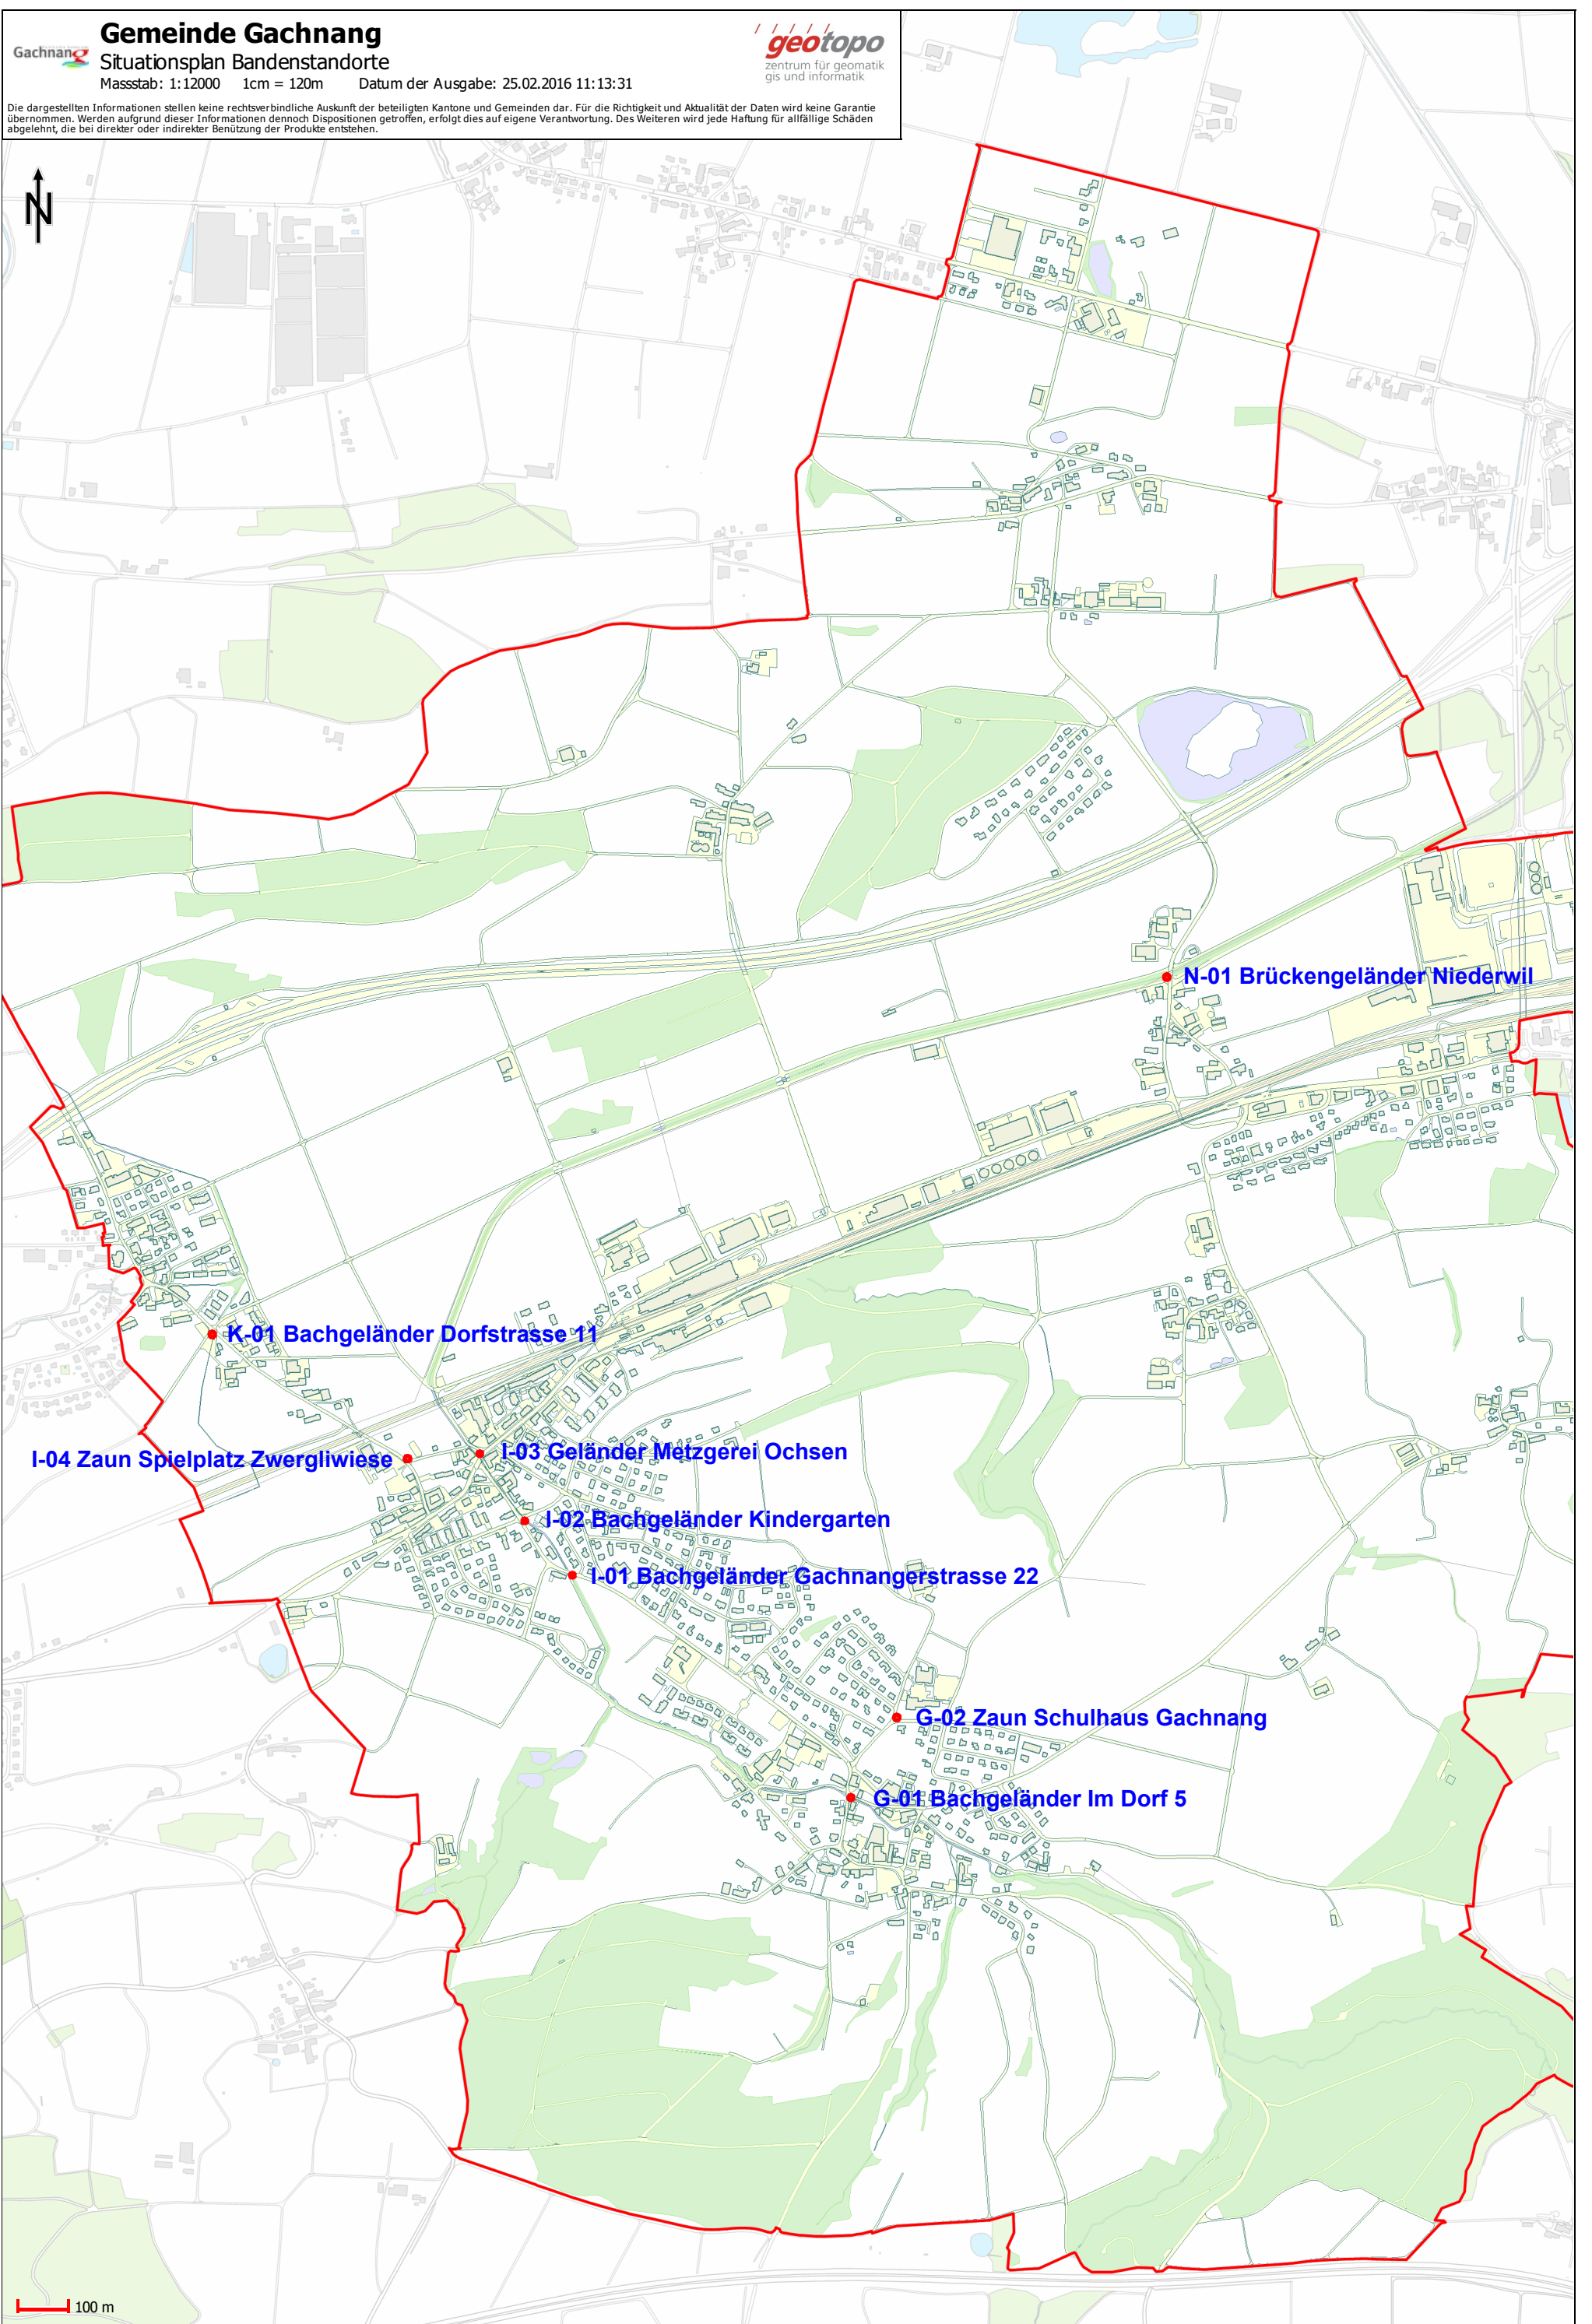 Gachnang
Gemeinde Gachnang
Situationsplan Bandenstandorte
Massstab: 1:12000 1cm = 120m Datum der Ausgabe: 25.02.2016 11:13:31
geotopo
zentrum für geomatik
gis und informatik
Die dargestellten Informationen stellen keine rechtsverbindliche Auskunft der beteiligten Kantone und Gemeinden dar. Für die Richtigkeit und Aktualität der Daten wird keine Garantie
übernommen. Werden aufgrund dieser Informationen dennoch Dispositionen getroffen, erfolgt dies auf eigene Verantwortung. Des Weiteren wird jede Haftung für allfällige Schäden
abgelehnt, die bei direkter oder indirekter Benützung der Produkte entstehen.
N
N-01 Brückengeländer Niederwil
K-01 Bachgeländer Dorfstrasse 11
I-03 Geländer Metzgerei Ochsen
I-04 Zaun Spielplatz Zwergliwiese
I-02 Bachgeländer Kindergarten
I-01 Bachgeländer Gachnangerstrasse 22
G-02 Zaun Schulhaus Gachnang
G-01 Bachgeländer Im Dorf 5
100 m